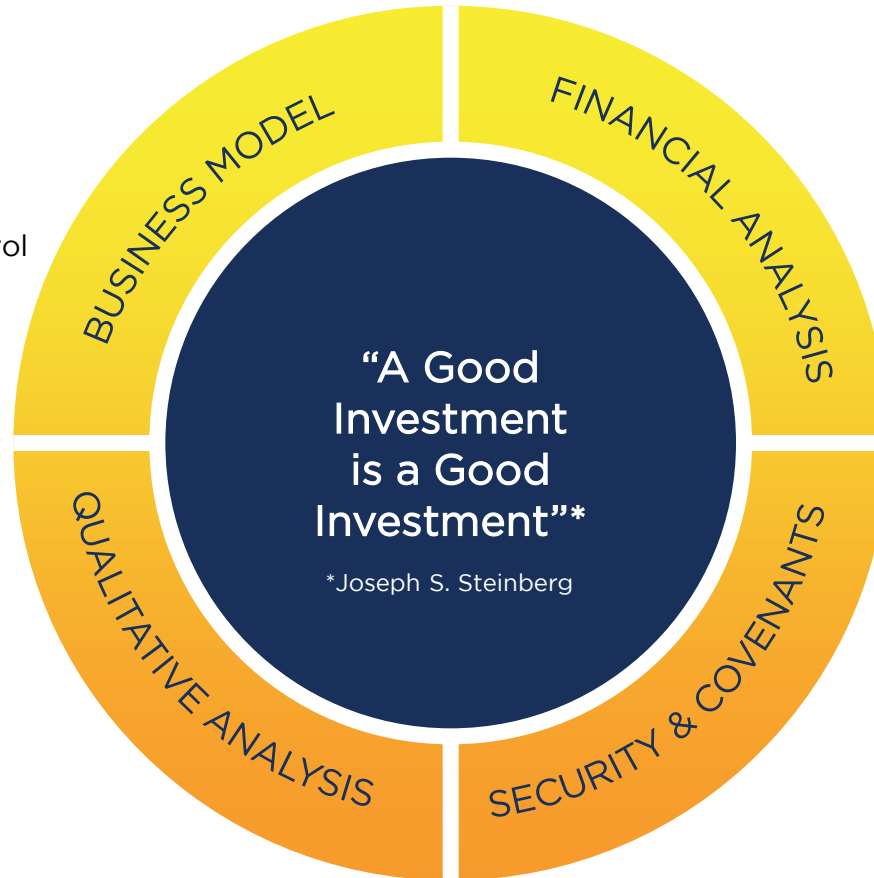 BUSINESS MODEL
FINANCIAL ANALYSIS
“A Good
Investment
is a Good
Investment”*
*Joseph S. Steinberg
QUALITATIVE ANALYSIS
SECURITY & COVENANTS